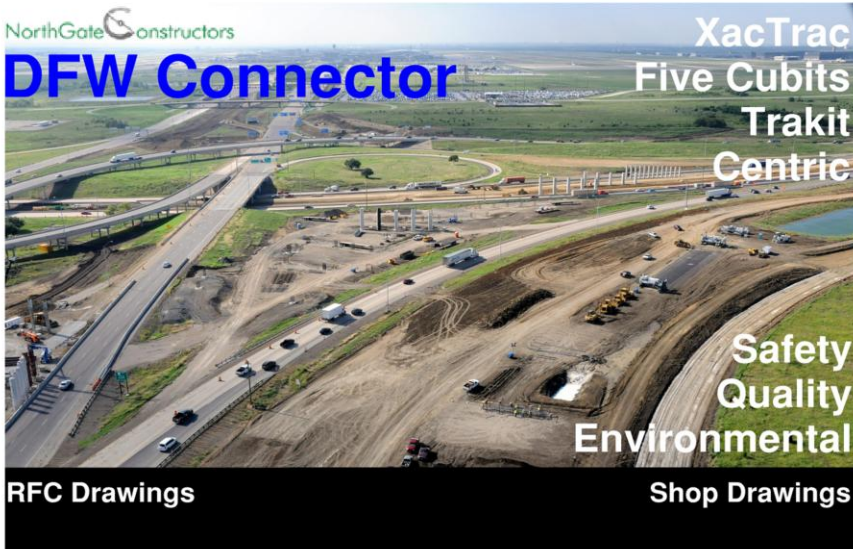 NorthGate Constructors
DFW Connector
XacTrac
Five Cubits
Trakit
Centric
Safety
Quality
Environmental
RFC Drawings
Shop Drawings